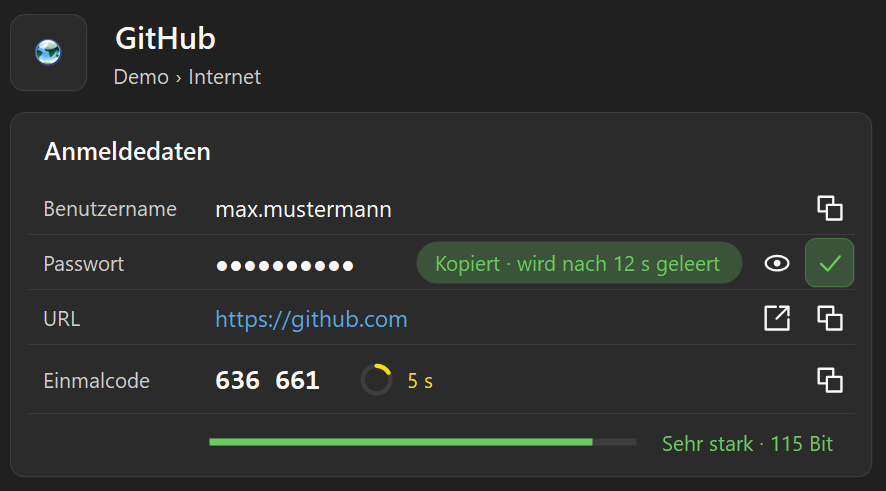 GitHub
Demo › Internet
Anmeldedaten
Benutzername max.mustermann
Passwort ●●●●●●●●●● Kopiert · wird nach 12 s geleert
URL https://github.com
Einmalcode 636 661 5 s
Sehr stark · 115 Bit